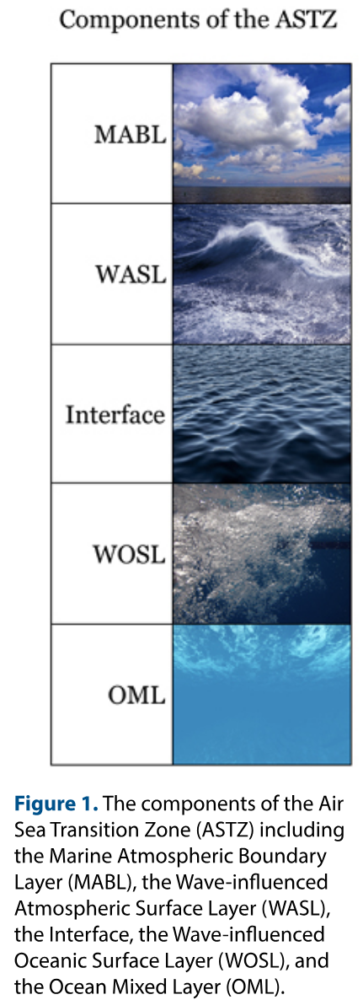 Components of the ASTZ
MABL
WASL
Interface
WOSL
OML
Figure 1. The components of the Air
Sea Transition Zone (ASTZ) including
the Marine Atmospheric Boundary
Layer (MABL), the Wave-influenced
Atmospheric Surface Layer (WASL),
the Interface, the Wave-influenced
Oceanic Surface Layer (WOSL), and
the Ocean Mixed Layer (OML).